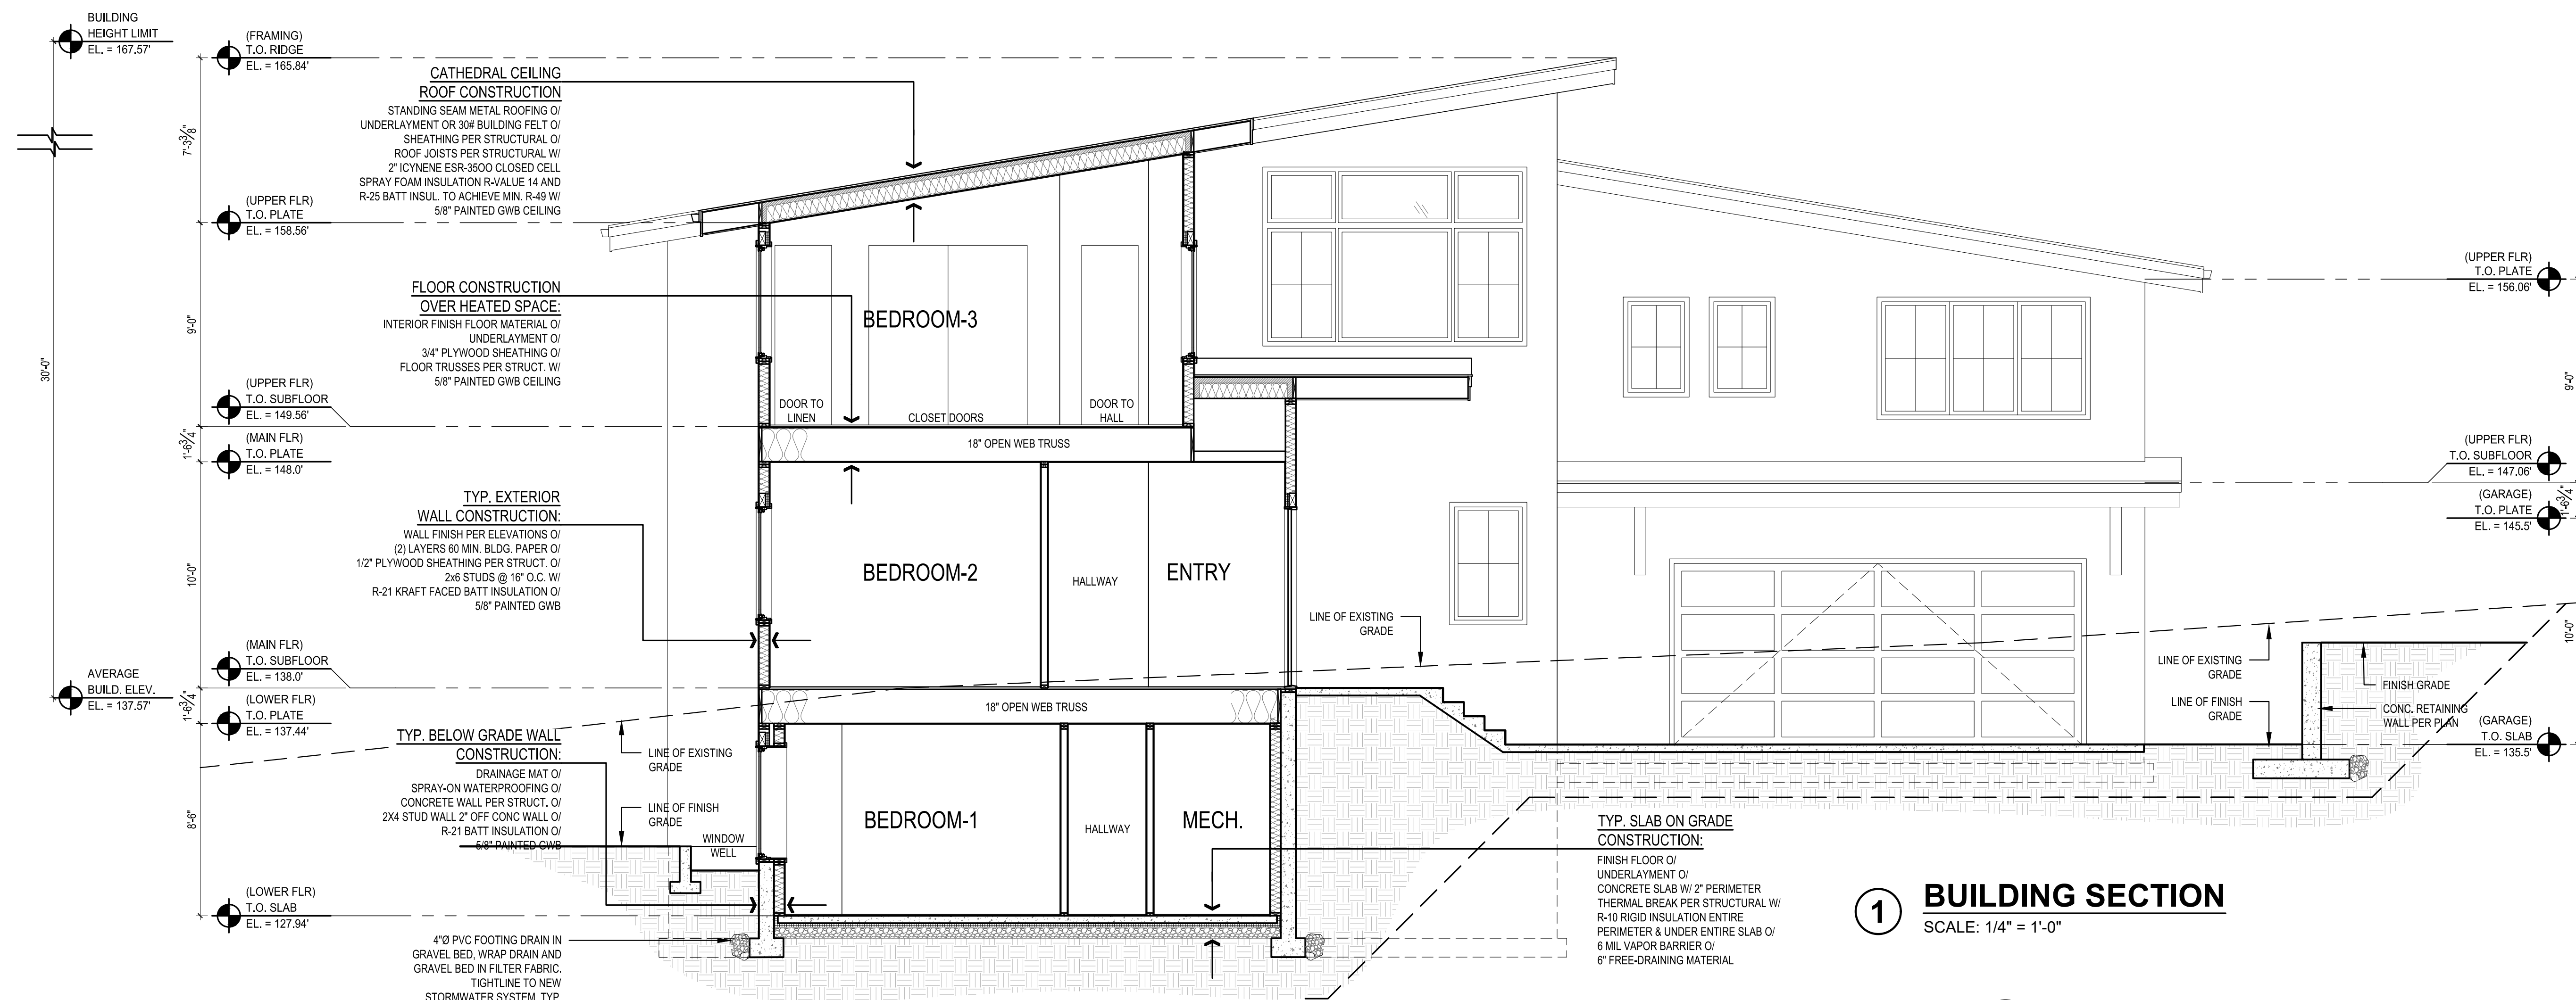 BUILDING
HEIGHT LIMIT
EL. = 167.57'
30'-0"
AVERAGE
BUILD. ELEV.
EL. = 137.57'
(FRAMING)
T.O. RIDGE
EL. = 165.84'
7'-3⅜"
(UPPER FLR)
T.O. PLATE
EL. = 158.56'
9'-0"
(UPPER FLR)
T.O. SUBFLOOR
EL. = 149.56'
1'-6¾"
(MAIN FLR)
T.O. PLATE
EL. = 148.0'
10'-0"
(MAIN FLR)
T.O. SUBFLOOR
EL. = 138.0'
1'-6¾"
(LOWER FLR)
T.O. PLATE
EL. = 137.44'
8'-6"
(LOWER FLR)
T.O. SLAB
EL. = 127.94'
CATHEDRAL CEILING
ROOF CONSTRUCTION
STANDING SEAM METAL ROOFING O/
UNDERLAYMENT OR 30# BUILDING FELT O/
SHEATHING PER STRUCTURAL O/
ROOF JOISTS PER STRUCTURAL W/
2" ICYNENE ESR-35OO CLOSED CELL
SPRAY FOAM INSULATION R-VALUE 14 AND
R-25 BATT INSUL. TO ACHIEVE MIN. R-49 W/
5/8" PAINTED GWB CEILING
FLOOR CONSTRUCTION
OVER HEATED SPACE:
INTERIOR FINISH FLOOR MATERIAL O/
UNDERLAYMENT O/
3/4" PLYWOOD SHEATHING O/
FLOOR TRUSSES PER STRUCT. W/
5/8" PAINTED GWB CEILING
TYP. EXTERIOR
WALL CONSTRUCTION:
WALL FINISH PER ELEVATIONS O/
(2) LAYERS 60 MIN. BLDG. PAPER O/
1/2" PLYWOOD SHEATHING PER STRUCT. O/
2x6 STUDS @ 16" O.C. W/
R-21 KRAFT FACED BATT INSULATION O/
5/8" PAINTED GWB
TYP. BELOW GRADE WALL
CONSTRUCTION:
DRAINAGE MAT O/
SPRAY-ON WATERPROOFING O/
CONCRETE WALL PER STRUCT. O/
2X4 STUD WALL 2" OFF CONC WALL O/
R-21 BATT INSULATION O/
5/8" PAINTED GWB
4"Ø PVC FOOTING DRAIN IN
GRAVEL BED, WRAP DRAIN AND
GRAVEL BED IN FILTER FABRIC.
TIGHTLINE TO NEW
STORMWATER SYSTEM, TYP.
BEDROOM-3
DOOR TO
LINEN
CLOSET DOORS
DOOR TO
HALL
18" OPEN WEB TRUSS
BEDROOM-2
HALLWAY
ENTRY
18" OPEN WEB TRUSS
LINE OF EXISTING
GRADE
LINE OF FINISH
GRADE
WINDOW
WELL
BEDROOM-1
HALLWAY
MECH.
LINE OF EXISTING
GRADE
TYP. SLAB ON GRADE
CONSTRUCTION:
FINISH FLOOR O/
UNDERLAYMENT O/
CONCRETE SLAB W/ 2" PERIMETER
THERMAL BREAK PER STRUCTURAL W/
R-10 RIGID INSULATION ENTIRE
PERIMETER & UNDER ENTIRE SLAB O/
6 MIL VAPOR BARRIER O/
6" FREE-DRAINING MATERIAL
LINE OF EXISTING
GRADE
LINE OF FINISH
GRADE
FINISH GRADE
CONC. RETAINING
WALL PER PLAN
(UPPER FLR)
T.O. PLATE
EL. = 156.06'
9'-0"
(UPPER FLR)
T.O. SUBFLOOR
EL. = 147.06'
1'-6¾"
(GARAGE)
T.O. PLATE
EL. = 145.5'
10'-0"
(GARAGE)
T.O. SLAB
EL. = 135.5'
1
BUILDING SECTION
SCALE: 1/4" = 1'-0"